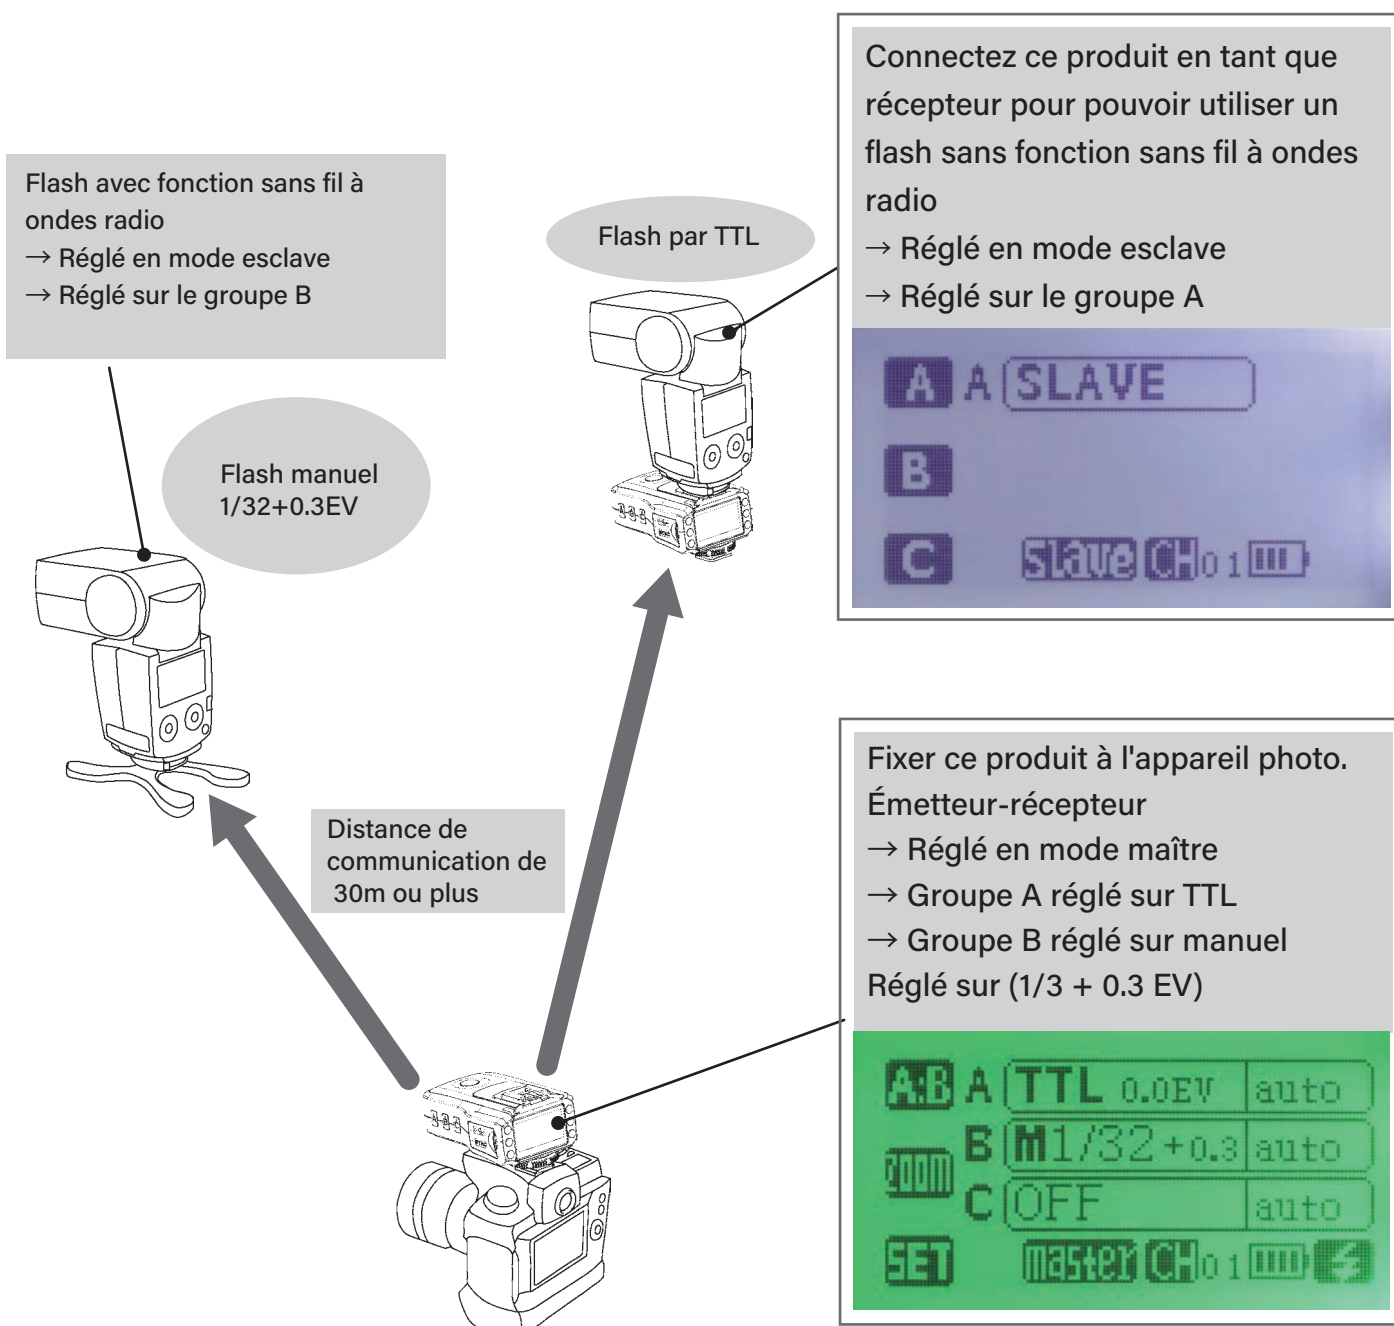 Connectez ce produit en tant que
récepteur pour pouvoir utiliser un
flash sans fonction sans fil à ondes
radio
→ Réglé en mode esclave
→ Réglé sur le groupe A
A A SLAVE
B
C slave CH 01
Flash avec fonction sans fil à
ondes radio
→ Réglé en mode esclave
→ Réglé sur le groupe B
Flash par TTL
Flash manuel
1/32+0.3EV
Distance de
communication de
30m ou plus
Fixer ce produit à l'appareil photo.
Émetteur-récepteur
→ Réglé en mode maître
→ Groupe A réglé sur TTL
→ Groupe B réglé sur manuel
Réglé sur (1/3 + 0.3 EV)
A:B A TTL 0.0EV auto
zoom B M1/32+0.3 auto
C OFF auto
SET master CH 01